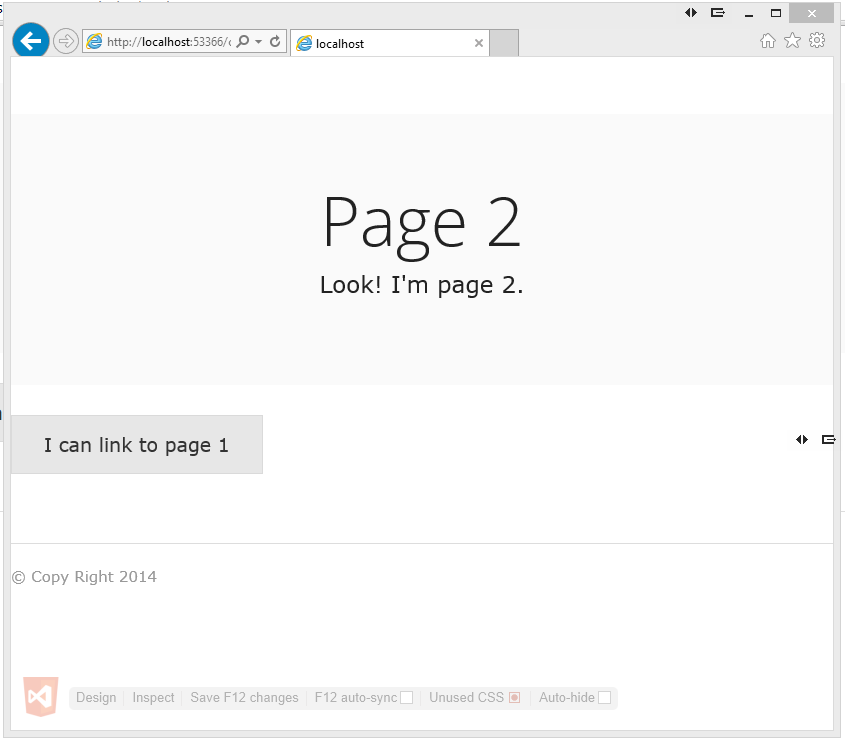 http://localhost:53366/
localhost
Page 2
Look! I'm page 2.
I can link to page 1
© Copy Right 2014
Design Inspect Save F12 changes F12 auto-sync Unused CSS Auto-hide